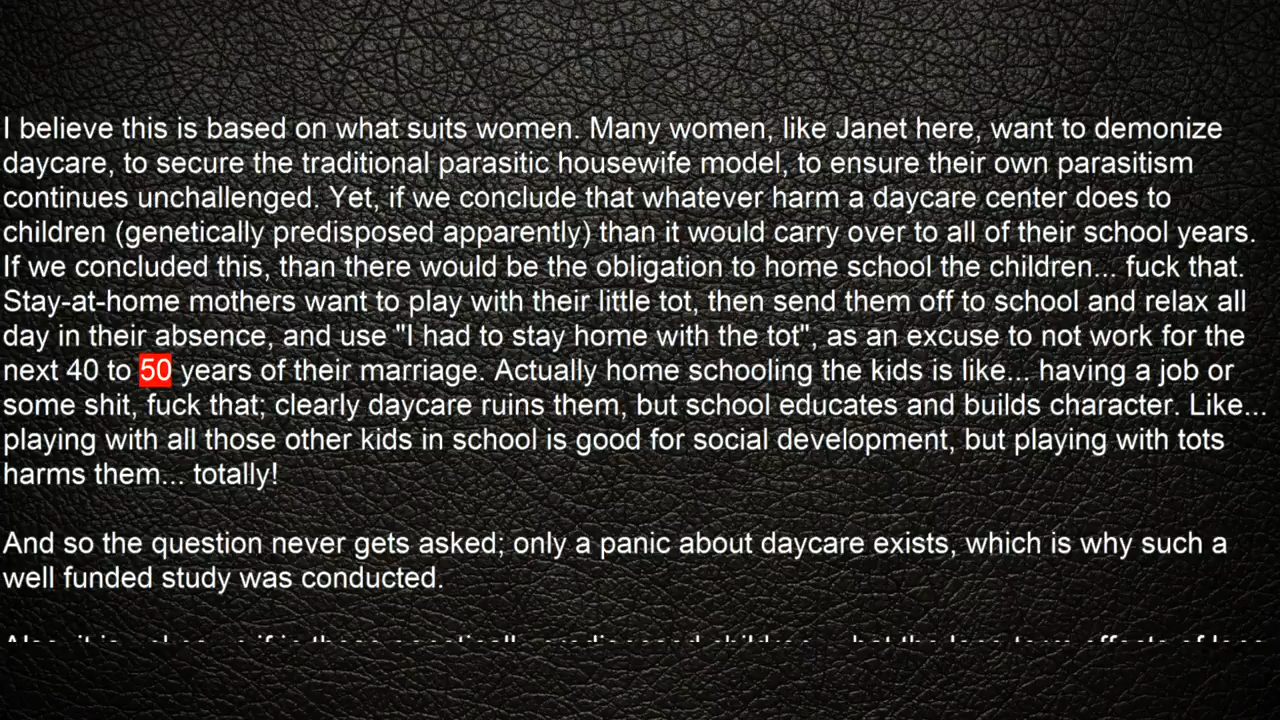 I believe this is based on what suits women. Many women, like Janet here, want to demonize
daycare, to secure the traditional parasitic housewife model, to ensure their own parasitism
continues unchallenged. Yet, if we conclude that whatever harm a daycare center does to
children (genetically predisposed apparently) than it would carry over to all of their school years.
If we concluded this, than there would be the obligation to home school the children... fuck that.
Stay-at-home mothers want to play with their little tot, then send them off to school and relax all
day in their absence, and use "I had to stay home with the tot", as an excuse to not work for the
next 40 to 50 years of their marriage. Actually home schooling the kids is like... having a job or
some shit, fuck that; clearly daycare ruins them, but school educates and builds character. Like...
playing with all those other kids in school is good for social development, but playing with tots
harms them... totally!
And so the question never gets asked; only a panic about daycare exists, which is why such a
well funded study was conducted.